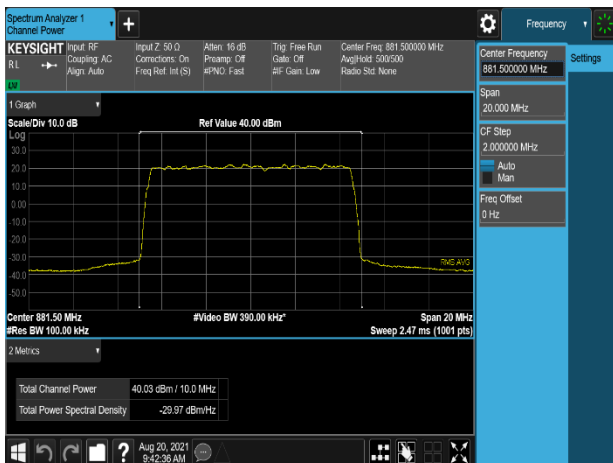 Spectrum Analyzer 1
Channel Power
Frequency
KEYSIGHT
R L
Input: RF
Coupling: AC
Align: Auto
Input Z: 50 Ω
Corrections: On
Freq Ref: Int (S)
Atten: 16 dB
Preamp: Off
#PNO: Fast
Trig: Free Run
Gate: Off
#IF Gain: Low
Center Freq: 881.500000 MHz
Avg|Hold: 500/500
Radio Std: None
Center Frequency
881.500000 MHz
Settings
Span
20.000 MHz
CF Step
2.000000 MHz
Auto
Man
Freq Offset
0 Hz
1 Graph
Scale/Div 10.0 dB
Ref Value 40.00 dBm
Log
30.0
20.0
10.0
0.00
-10.0
-20.0
-30.0
-40.0
-50.0
RMS AVG
Center 881.50 MHz
#Video BW 390.00 kHz*
Span 20 MHz
#Res BW 100.00 kHz
Sweep 2.47 ms (1001 pts)
2 Metrics
Total Channel Power 40.03 dBm / 10.0 MHz
Total Power Spectral Density -29.97 dBm/Hz
Aug 20, 2021
9:42:36 AM